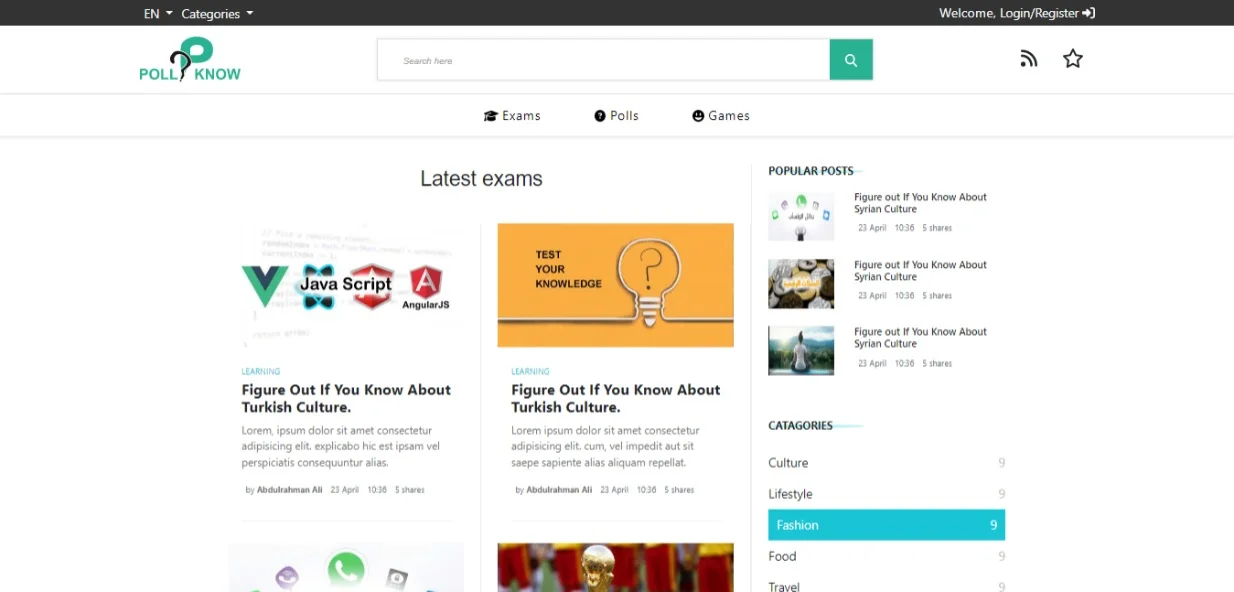 EN Categories Welcome, Login/Register
POLL KNOW
Search here
Exams Polls Games
Latest exams
Java Script
AngularJS
LEARNING
Figure Out If You Know About
Turkish Culture.
Lorem, ipsum dolor sit amet consectetur
adipisicing elit. explicabo hic est ipsam vel
perspiciatis consequuntur alias.
by Abdulrahman Ali 23 April 10:36 5 shares
TEST
YOUR
KNOWLEDGE
LEARNING
Figure Out If You Know About
Turkish Culture.
Lorem ipsum dolor sit amet consectetur
adipisicing elit. cum, vel impedit aut sit
saepe sapiente alias aliquam repellat.
by Abdulrahman Ali 23 April 10:36 5 shares
POPULAR POSTS
Figure out If You Know About
Syrian Culture
23 April 10:36 5 shares
Figure out If You Know About
Syrian Culture
23 April 10:36 5 shares
Figure out If You Know About
Syrian Culture
23 April 10:36 5 shares
CATAGORIES
Culture 9
Lifestyle 9
Fashion 9
Food 9
Travel 9